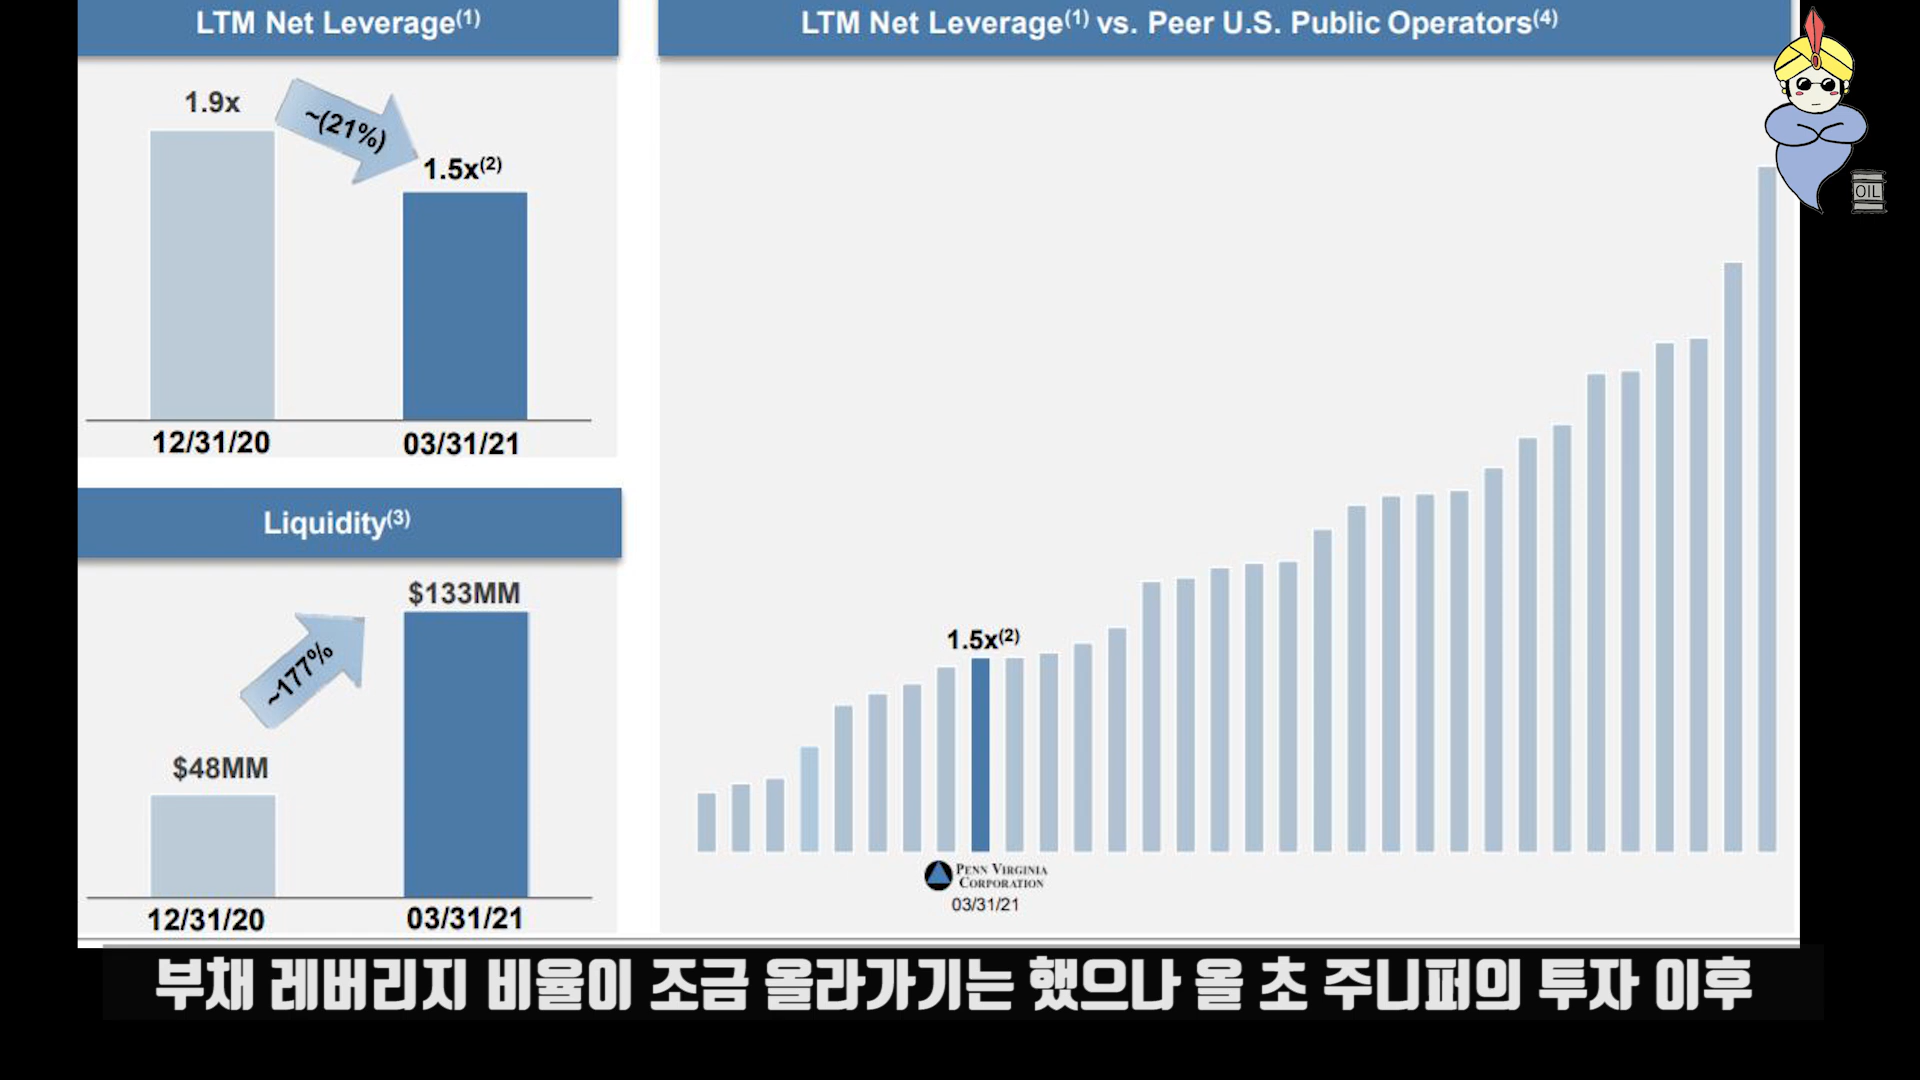 LTM Net Leverage(1)
1.9x
~(21%)
1.5x(2)
12/31/20
03/31/21
Liquidity(3)
$133MM
~177%
$48MM
12/31/20
03/31/21
LTM Net Leverage(1) vs. Peer U.S. Public Operators(4)
OIL
1.5x(2)
PENN VIRGINIA
CORPORATION
03/31/21
부채 레버리지 비율이 조금 올라가기는 했으나 올 초 주니퍼의 투자 이후